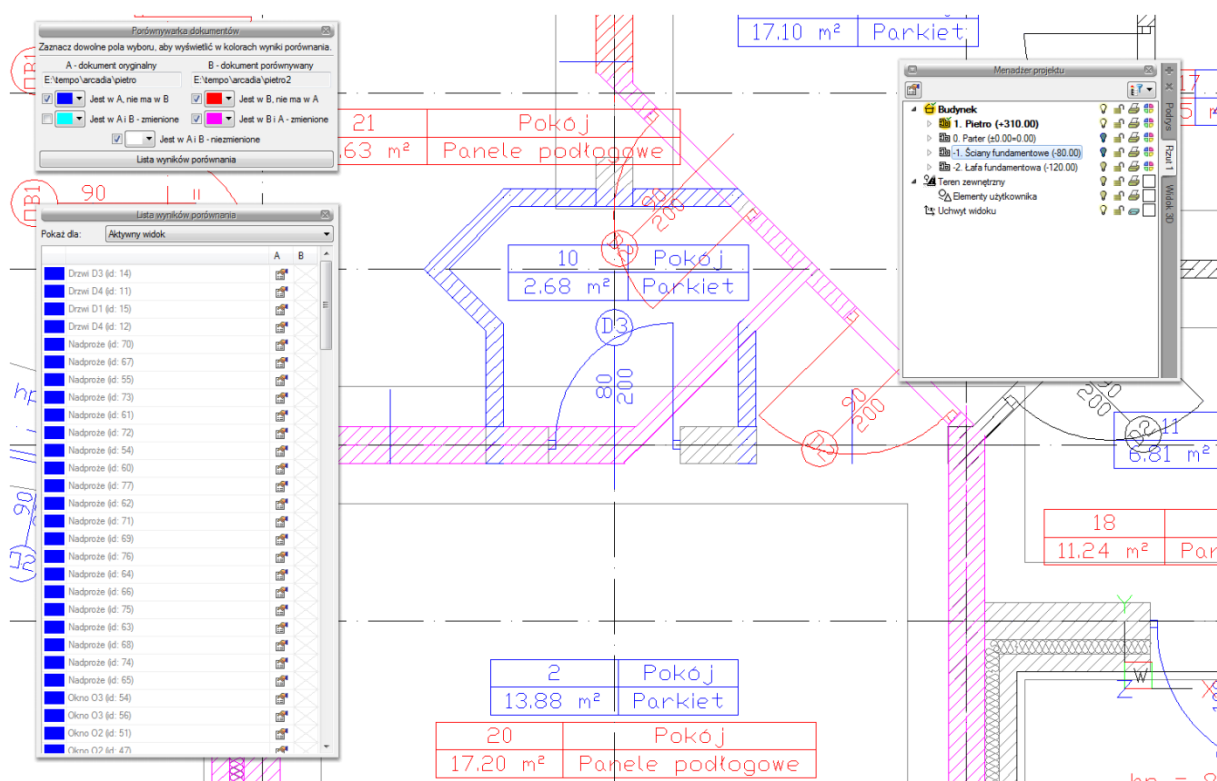 Porównywarka dokumentów
Zaznacz dowolne pola wyboru, aby wyświetlić w kolorach wyniki porównania.
A - dokument oryginalny
B - dokument porównywany
E:\tempo\arcadia\pietro
E:\tempo\arcadia\pietro2
Jest w A, nie ma w B
Jest w B, nie ma w A
Jest w A i B - zmienione
Jest w B i A - zmienione
Jest w A i B - niezmienione
Lista wyników porównania
Lista wyników porównania
Pokaż dla:
Aktywny widok
A
B
Drzwi D3 (id: 14)
Drzwi D4 (id: 11)
Drzwi D1 (id: 15)
Drzwi D4 (id: 12)
Nadproże (id: 70)
Nadproże (id: 67)
Nadproże (id: 55)
Nadproże (id: 73)
Nadproże (id: 61)
Nadproże (id: 72)
Nadproże (id: 54)
Nadproże (id: 60)
Nadproże (id: 77)
Nadproże (id: 62)
Nadproże (id: 71)
Nadproże (id: 69)
Nadproże (id: 76)
Nadproże (id: 64)
Nadproże (id: 66)
Nadproże (id: 75)
Nadproże (id: 63)
Nadproże (id: 68)
Nadproże (id: 74)
Nadproże (id: 65)
Okno O3 (id: 54)
Okno O3 (id: 56)
Okno O2 (id: 51)
Okno O2 (id: 47)
Menadżer projektu
Budynek
1. Pietro (+310.00)
0. Parter (±0.00=0.00)
-1. Ściany fundamentowe (-80.00)
-2. Łafa fundamentowa (-120.00)
Teren zewnętrzny
Elementy użytkownika
Uchwyt widoku
Podrys
Rzut 1
Widok 3D
17.10 m² Parkiet
21 Pokój
.63 m² Panele podłogowe
90
10 Pokój
2.68 m² Parkiet
D3
80
200
90
200
90
200
90
200
11
6.81 m²
18
11.24 m²
2 Pokój
13.88 m² Parkiet
20 Pokój
17.20 m² Panele podłogowe
Y
W
Z
X
hp
90